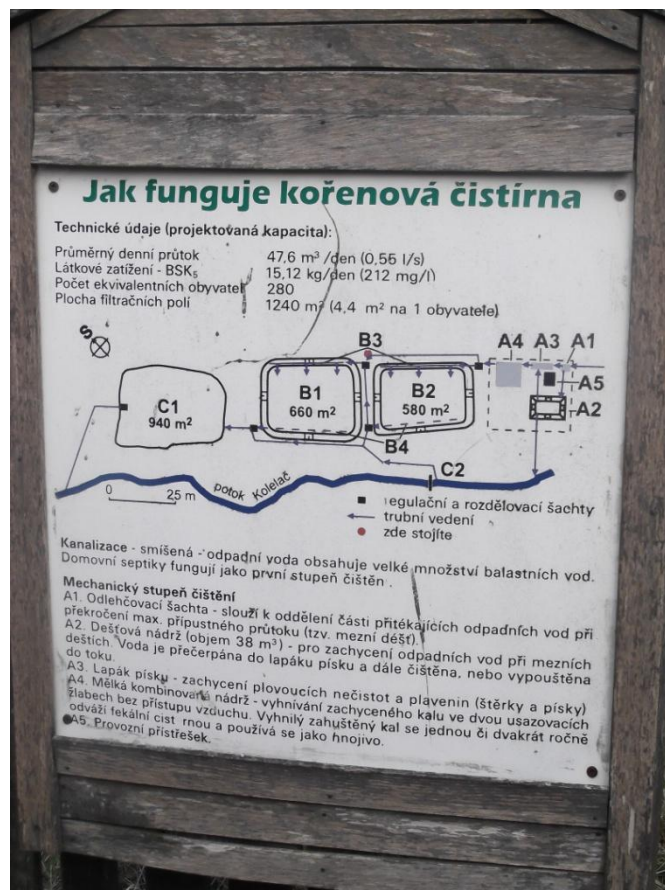 Jak funguje kořenová čistírna
Technické údaje (projektovaná kapacita):
Průměrný denní průtok 47,6 m³/den (0,55 l/s)
Látkové zatížení - BSK₅ 15,12 kg/den (212 mg/l)
Počet ekvivalentních obyvatel 280
Plocha filtračních polí 1240 m² (4,4 m² na 1 obyvatele)
S
B3
A4 A3 A1
A5
A2
B1
660 m²
B2
580 m²
C1
940 m²
B4
C2
0 25 m
potok Kolelač
regulační a rozdělovací šachty
trubní vedení
zde stojíte
Kanalizace - smíšená - odpadní voda obsahuje velké množství balastních vod.
Domovní septiky fungují jako první stupeň čištěn .
Mechanický stupeň čištění
A1. Odlehčovací šachta - slouží k oddělení části přitékajících odpadních vod při
překročení max. přípustného průtoku (tzv. mezní déšť).
A2. Dešťová nádrž (objem 38 m³) - pro zachycení odpadních vod při mezních
deštích. Voda je přečerpána do lapáku písku a dále čištěna, nebo vypouštěna
do toku.
A3. Lapák písku - zachycení plovoucích nečistot a plavenin (štěrky a písky)
A4. Mělká kombinovaná nádrž - vyhnívání zachyceného kalu ve dvou usazovacích
žlabech bez přístupu vzduchu. Vyhnilý zahuštěný kal se jednou či dvakrát ročně
odváží fekální cist rnou a používá se jako hnojivo.
A5. Provozní přístřešek.